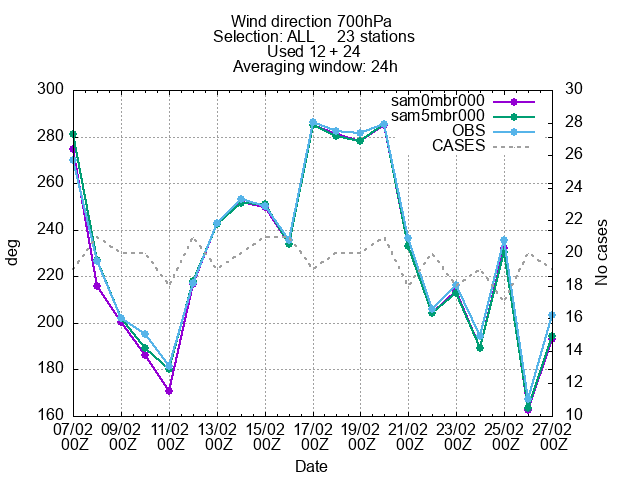 Wind direction 700hPa
Selection: ALL 23 stations
Used 12 + 24
Averaging window: 24h
sam0mbr000
sam5mbr000
OBS
CASES
300
280
260
240
220
200
180
160
30
28
26
24
22
20
18
16
14
12
10
deg
No cases
07/02 09/02 11/02 13/02 15/02 17/02 19/02 21/02 23/02 25/02 27/02
00Z 00Z 00Z 00Z 00Z 00Z 00Z 00Z 00Z 00Z 00Z
Date